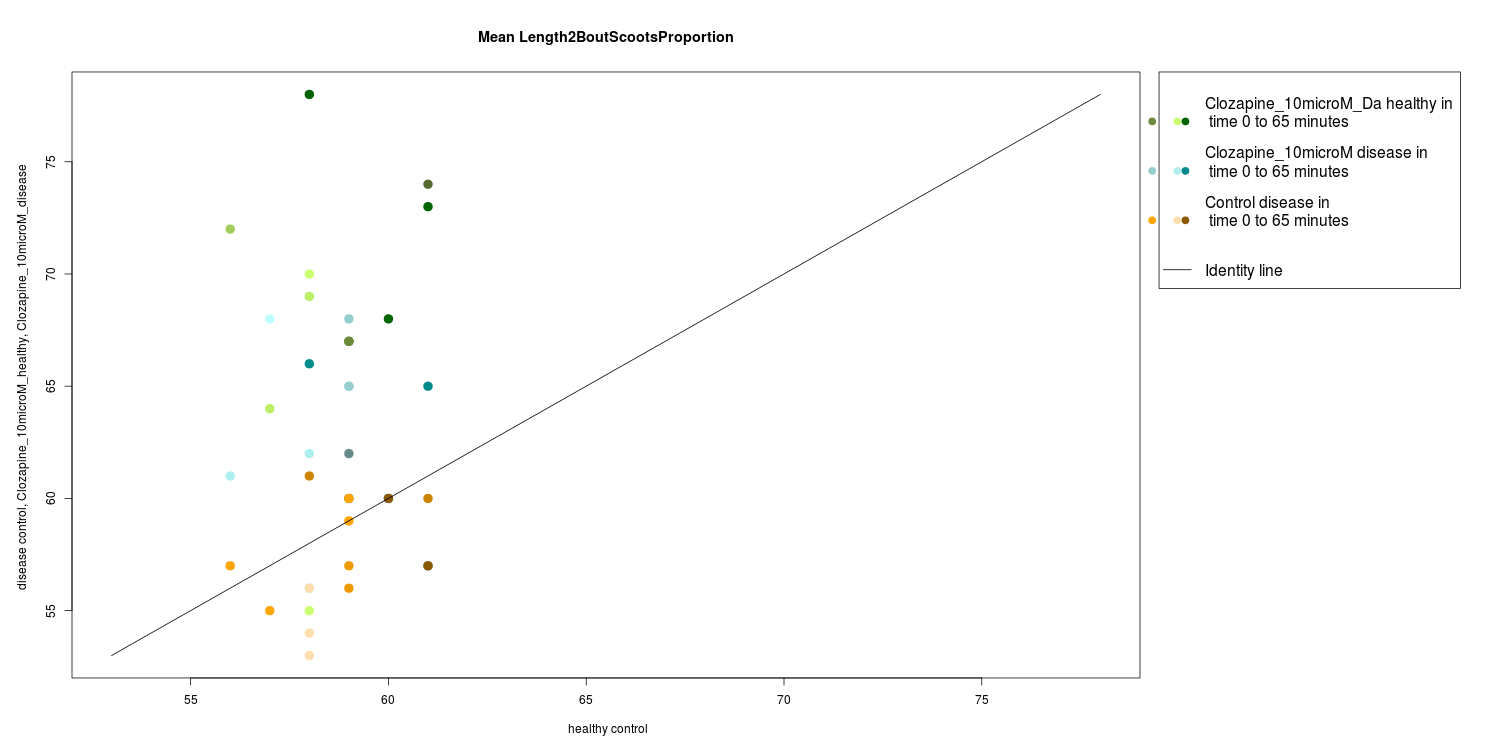 Mean Length2BoutScootsProportion
disease control, Clozapine_10microM_healthy, Clozapine_10microM_disease
75
70
65
60
55
55
60
65
70
75
healthy control
Clozapine_10microM_Da healthy in
time 0 to 65 minutes
Clozapine_10microM disease in
time 0 to 65 minutes
Control disease in
time 0 to 65 minutes
Identity line